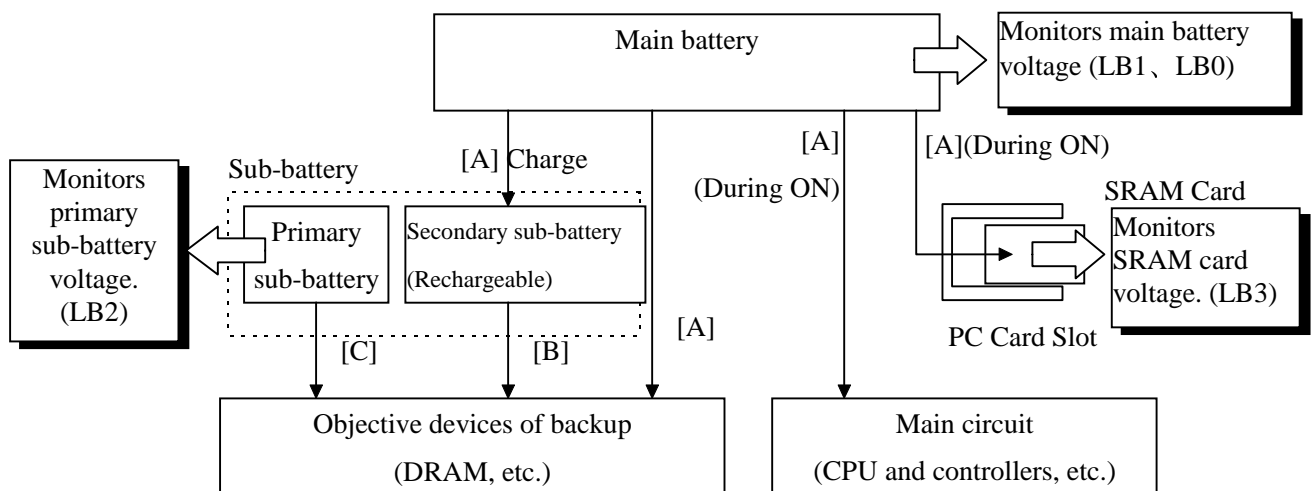 Main battery
Monitors main battery
voltage (LB1、LB0)
[A] Charge
[A]
(During ON)
[A](During ON)
Sub-battery
Monitors
primary
sub-battery
voltage.
(LB2)
Primary
sub-battery
Secondary sub-battery
(Rechargeable)
SRAM Card
Monitors
SRAM card
voltage. (LB3)
PC Card Slot
[C]
[B]
[A]
Objective devices of backup
(DRAM, etc.)
Main circuit
(CPU and controllers, etc.)